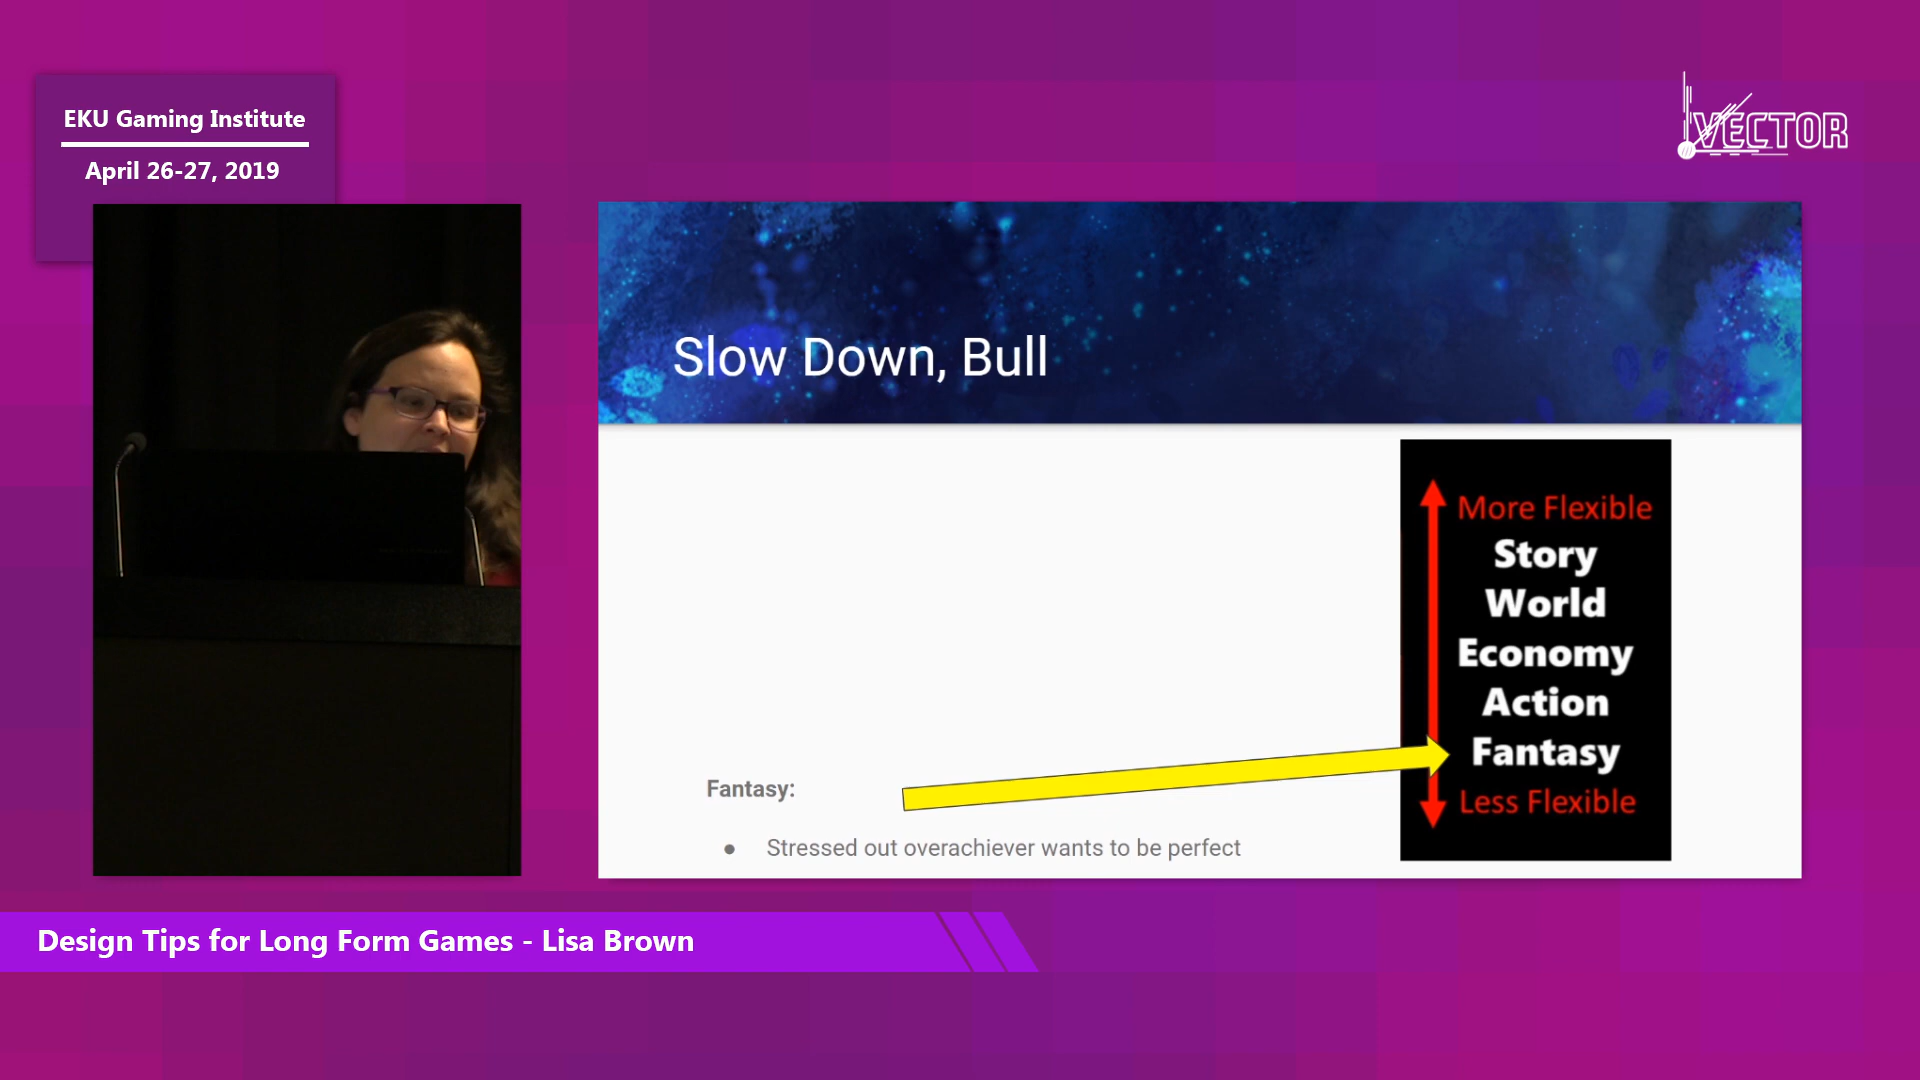 EKU Gaming Institute
April 26-27, 2019
VECTOR
Slow Down, Bull
More Flexible
Story
World
Economy
Action
Fantasy
Less Flexible
Fantasy:
● Stressed out overachiever wants to be perfect
Design Tips for Long Form Games - Lisa Brown